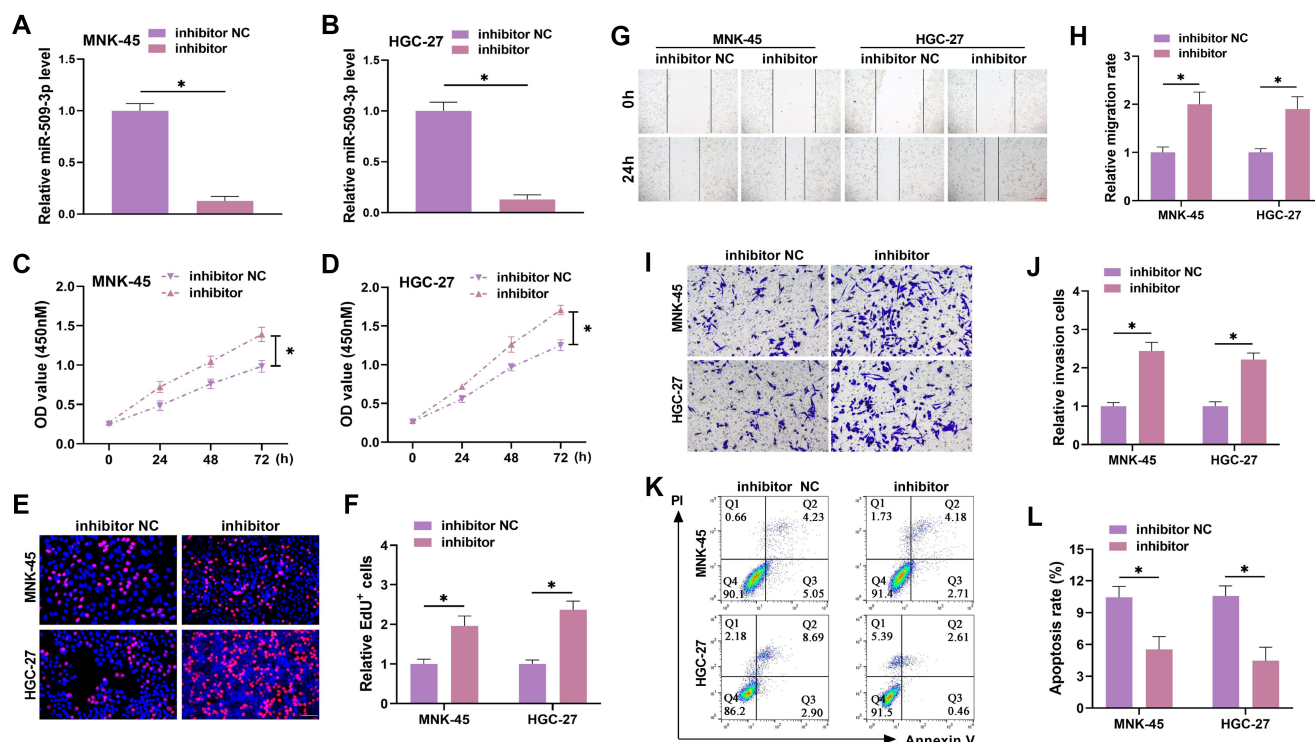 A
MNK-45
inhibitor NC
inhibitor
Relative miR-509-3p level
1.5
1.0
0.5
0.0
*
B
HGC-27
inhibitor NC
inhibitor
Relative miR-509-3p level
1.5
1.0
0.5
0.0
*
C
MNK-45
inhibitor NC
inhibitor
OD value (450nM)
2.0
1.5
1.0
0.5
0.0
0 24 48 72 (h)
*
D
HGC-27
inhibitor NC
inhibitor
OD value (450nM)
2.0
1.5
1.0
0.5
0.0
0 24 48 72 (h)
*
E
inhibitor NC inhibitor
MNK-45
HGC-27
F
inhibitor NC
inhibitor
Relative EdU+ cells
4
3
2
1
0
* *
MNK-45 HGC-27
G
MNK-45 HGC-27
inhibitor NC inhibitor inhibitor NC inhibitor
0h
24h
H
inhibitor NC
inhibitor
Relative migration rate
4
3
2
1
0
* *
MNK-45 HGC-27
I
inhibitor NC inhibitor
MNK-45
HGC-27
J
inhibitor NC
inhibitor
Relative invasion cells
4
3
2
1
0
* *
MNK-45 HGC-27
K
PI
inhibitor NC inhibitor
MNK-45
Q1 0.66
Q2 4.23
Q4 90.1
Q3 5.05
Q1 1.73
Q2 4.18
Q4 91.4
Q3 2.71
HGC-27
Q1 2.18
Q2 8.69
Q4 86.2
Q3 2.90
Q1 5.39
Q2 2.61
Q4 91.5
Q3 0.46
Annexin V
L
inhibitor NC
inhibitor
Apoptosis rate (%)
15
12
9
6
3
0
* *
MNK-45 HGC-27